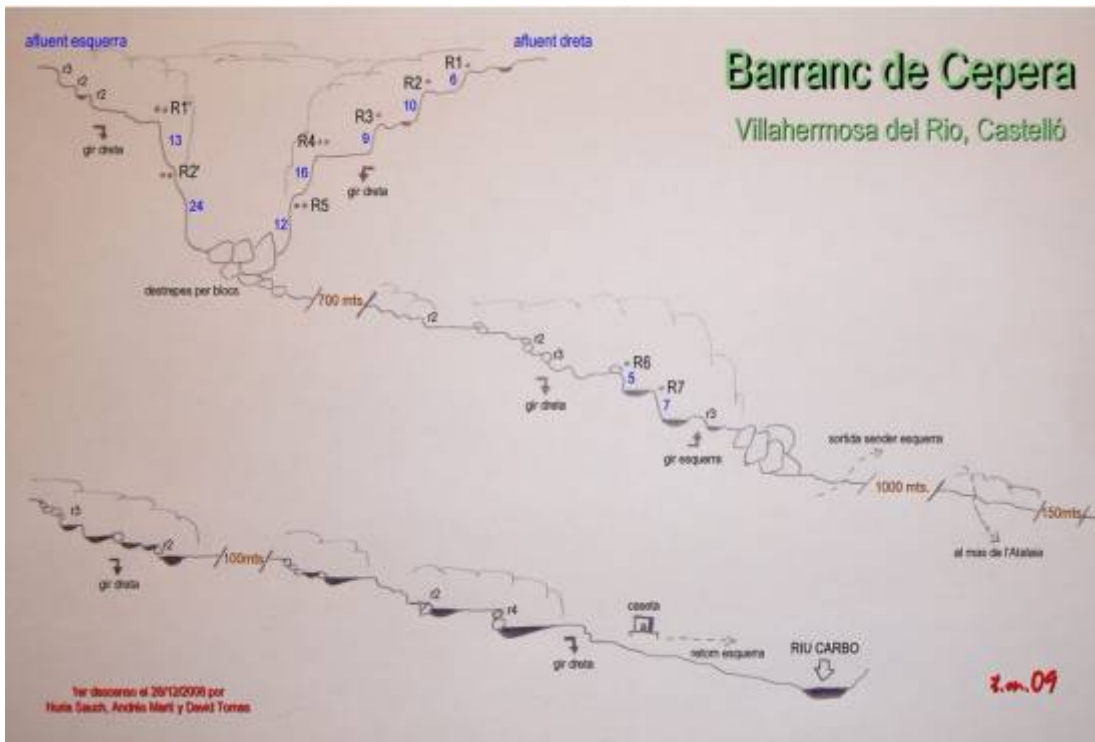 Barranc de Cepera
Villahermosa del Rio, Castelló
afluent esquerra
afluent dreta
r3
r2
r2
R1'
13
R2'
24
gir dreta
R1
6
R2
10
R3
9
R4
16
gir dreta
R5
12
destrepes per blocs
700 mts.
r2
r2
r3
gir dreta
R6
5
R7
7
gir esquerra
r3
sortida sender esquerra
1000 mts.
150mts
al mas de l'Atalaia
r3
r2
gir dreta
100mts
r2
r4
gir dreta
caseta
retorn esquerra
RIU CARBO
1er descenso el 26/12/2008 por
Nuria Sauch, Andrés Martí y David Tomas
z.m.09